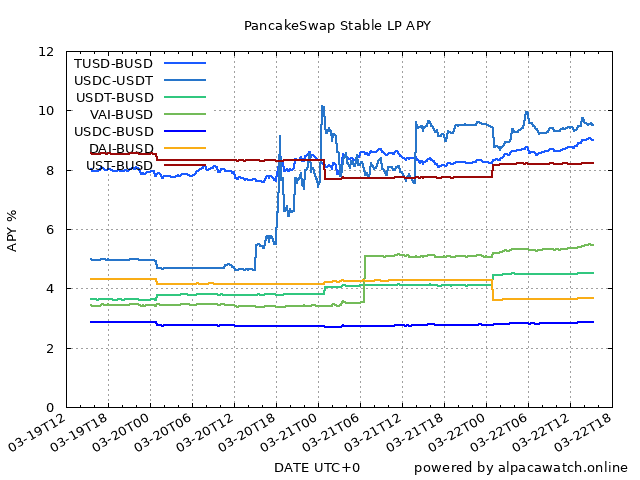 PancakeSwap Stable LP APY
12
10
8
6
4
2
0
APY %
TUSD-BUSD
USDC-USDT
USDT-BUSD
VAI-BUSD
USDC-BUSD
DAI-BUSD
UST-BUSD
03-19T12
03-19T18
03-20T00
03-20T06
03-20T12
03-20T18
03-21T00
03-21T06
03-21T12
03-21T18
03-22T00
03-22T06
03-22T12
03-22T18
DATE UTC+0
powered by alpacawatch.online